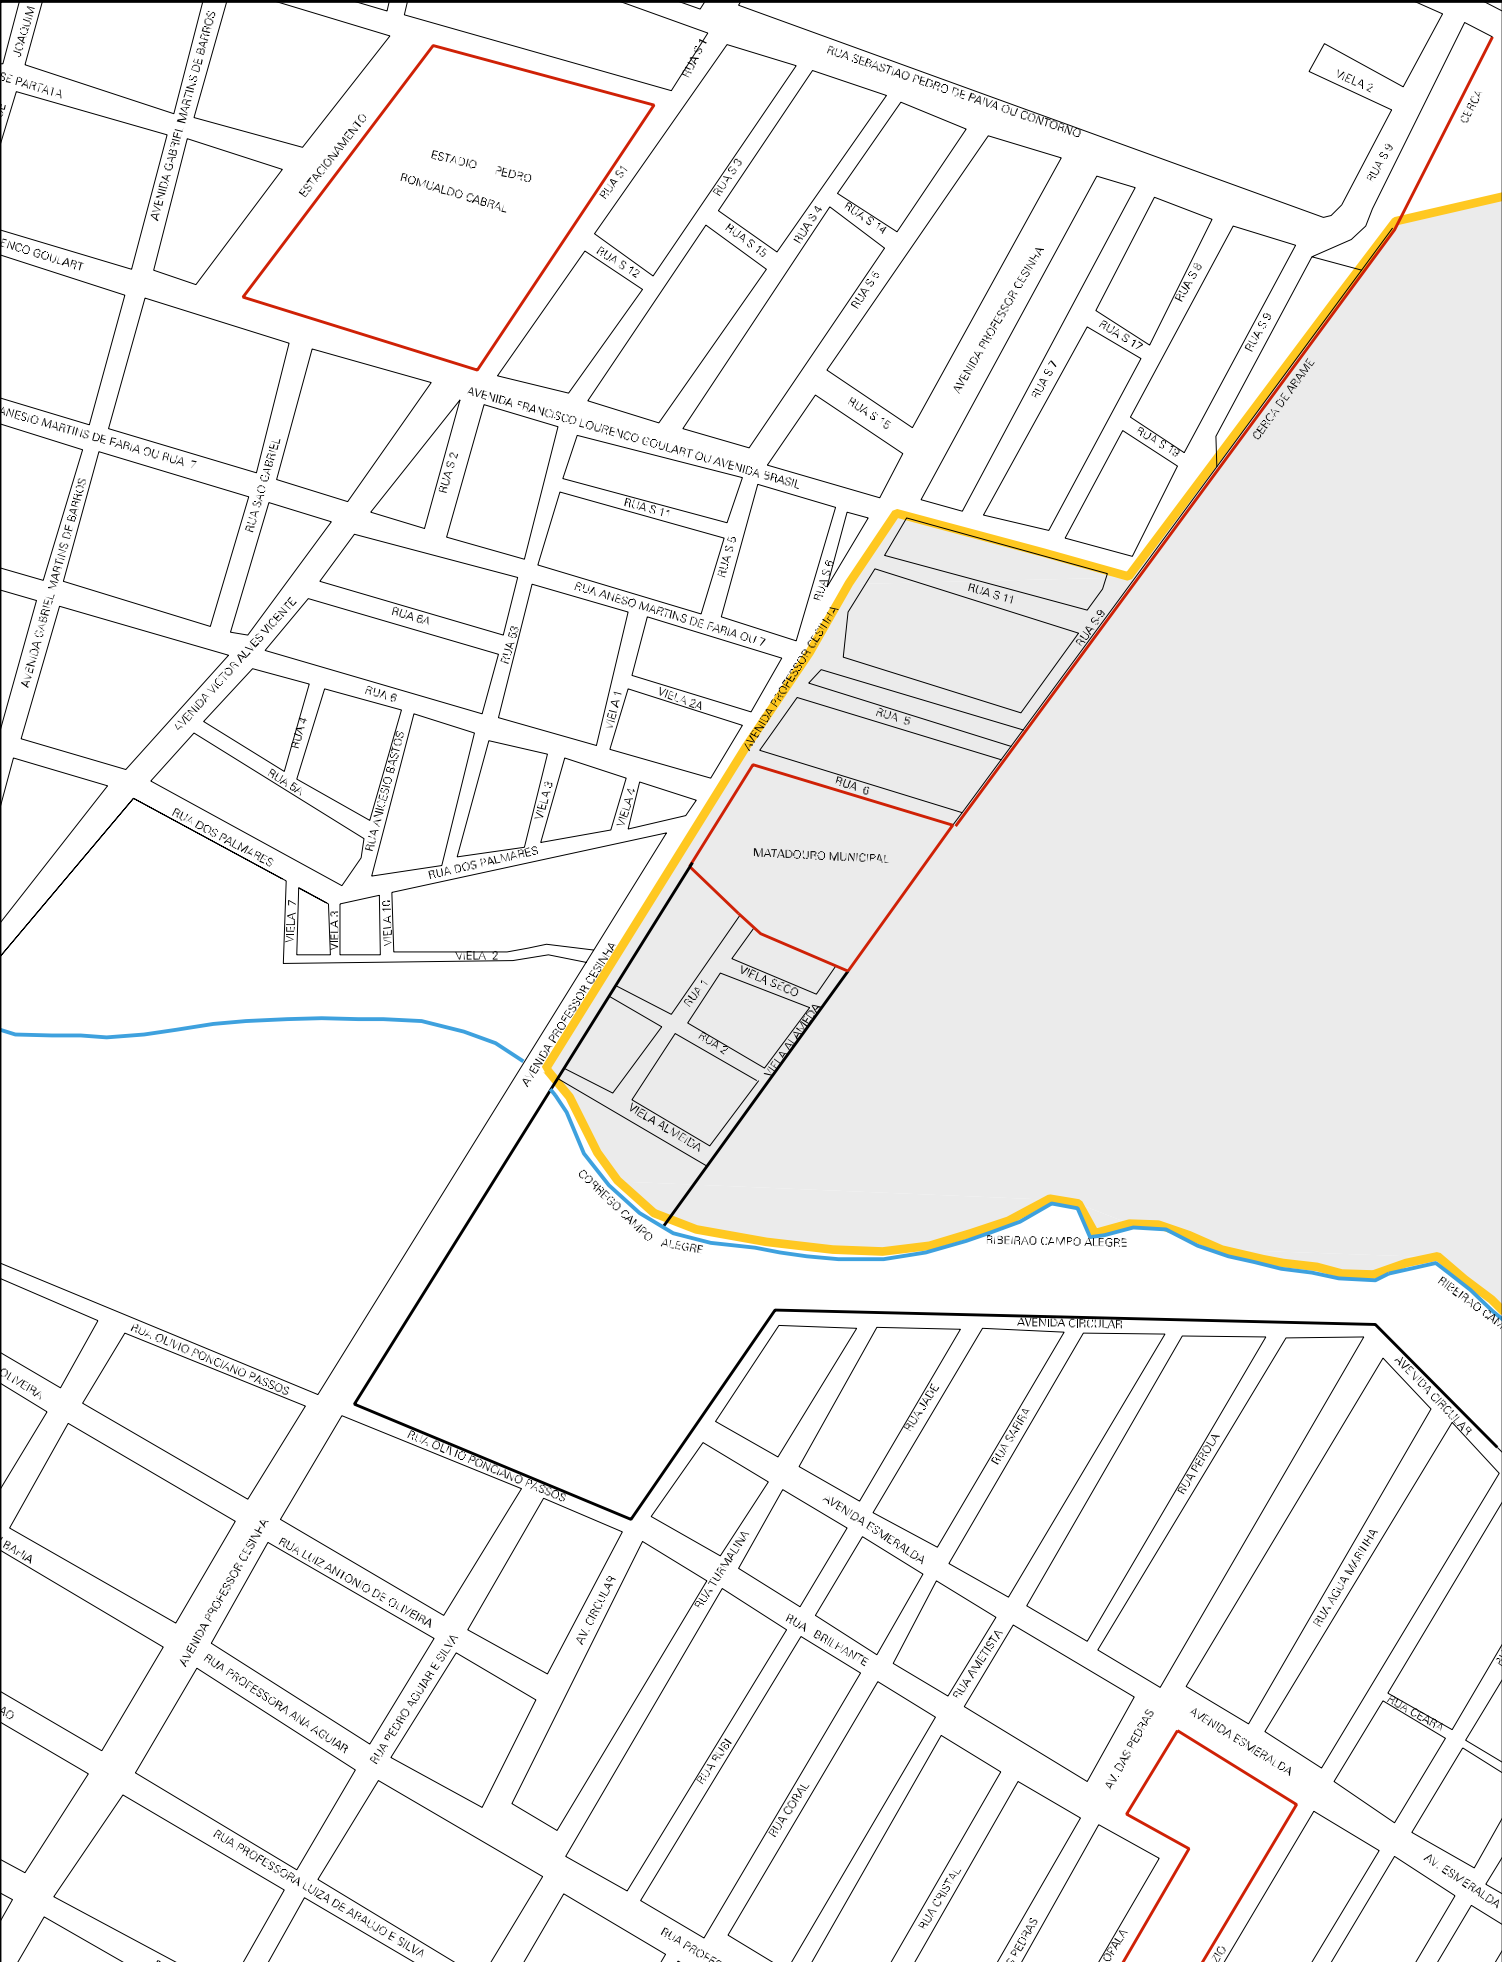 JOAQUIM
SE PARTATA
AVENIDA GABRIEL MARTINS DE BARROS
ESTACIONAMENTO
ESTADIO PEDRO
ROMUALDO CABRAL
RUA S 1
RUA S1
RUA S 3
RUA SEBASTIAO PEDRO DE PAIVA OU CONTORNO
VIELA 2
CERCA
RUA S 9
RUA S 14
RUA S 4
RUA S 15
RUA S 12
ENCO GOULART
AVENIDA PROFESSOR CESINHA
RUA S 8
RUA S 17
RUA S 9
RUA S 7
CERCA DE ARAME
AVENIDA FRANCISCO LOURENCO GOULART OU AVENIDA BRASIL
ANESIO MARTINS DE FARIA OU RUA 7
RUA SAO GABRIEL
RUA S 2
RUA S 11
RUA S 5
RUA S 6
AVENIDA GABRIEL MARTINS DE BARROS
RUA ANESO MARTINS DE FARIA OU 7
RUA S 11
RUA S-9
RUA 6A
RUA 53
AVENIDA VICTOR ALVES VICENTE
AVENIDA PROFESSOR CESINHA
RUA 6
VIELA 1
VIELA 2A
RUA 5
RUA 4
RUA 5A
RUA ANICESIO BASTOS
VIELA 3
VIELA 4
RUA 6
RUA DOS PALMARES
RUA DOS PALMARES
MATADOURO MUNICIPAL
VIELA 7
VIELA 3
VIELA 10
VIELA 2
AVENIDA PROFESSOR CESINHA
RUA 1
VIELA SECO
RUA 2
VIELA ALAMEDA
VIELA ALMEIDA
CORREGO CAMPO ALEGRE
RIBEIRAO CAMPO ALEGRE
RIBEIRAO CAM
AVENIDA CIRCULAR
AVENIDA CIRCULAR
RUA OLIVIO PONCIANO PASSOS
OLIVEIRA
RUA JADE
RUA SAFIRA
RUA PEROLA
RUA OLIVIO PONCIANO PASSOS
AVENIDA ESMERALDA
RUA TURMALINA
RUA AGUA MARINHA
BAHIA
AVENIDA PROFESSOR CESINHA
RUA LUIZ ANTONIO DE OLIVEIRA
AV. CIRCULAR
RUA BRILHANTE
RUA AMETISTA
RUA PROFESSORA ANA AGUIAR
RUA PEDRO AGUIAR E SILVA
RUA CEARA
AO
AV. DAS PEDRAS
AVENIDA ESMERALDA
RUA RUBI
RUA CORAL
RUA PROFESSORA LUIZA DE ARAUJO E SILVA
RUA CRISTAL
AV. ESMERALDA
RUA PROFES
PEDRAS
OPALA